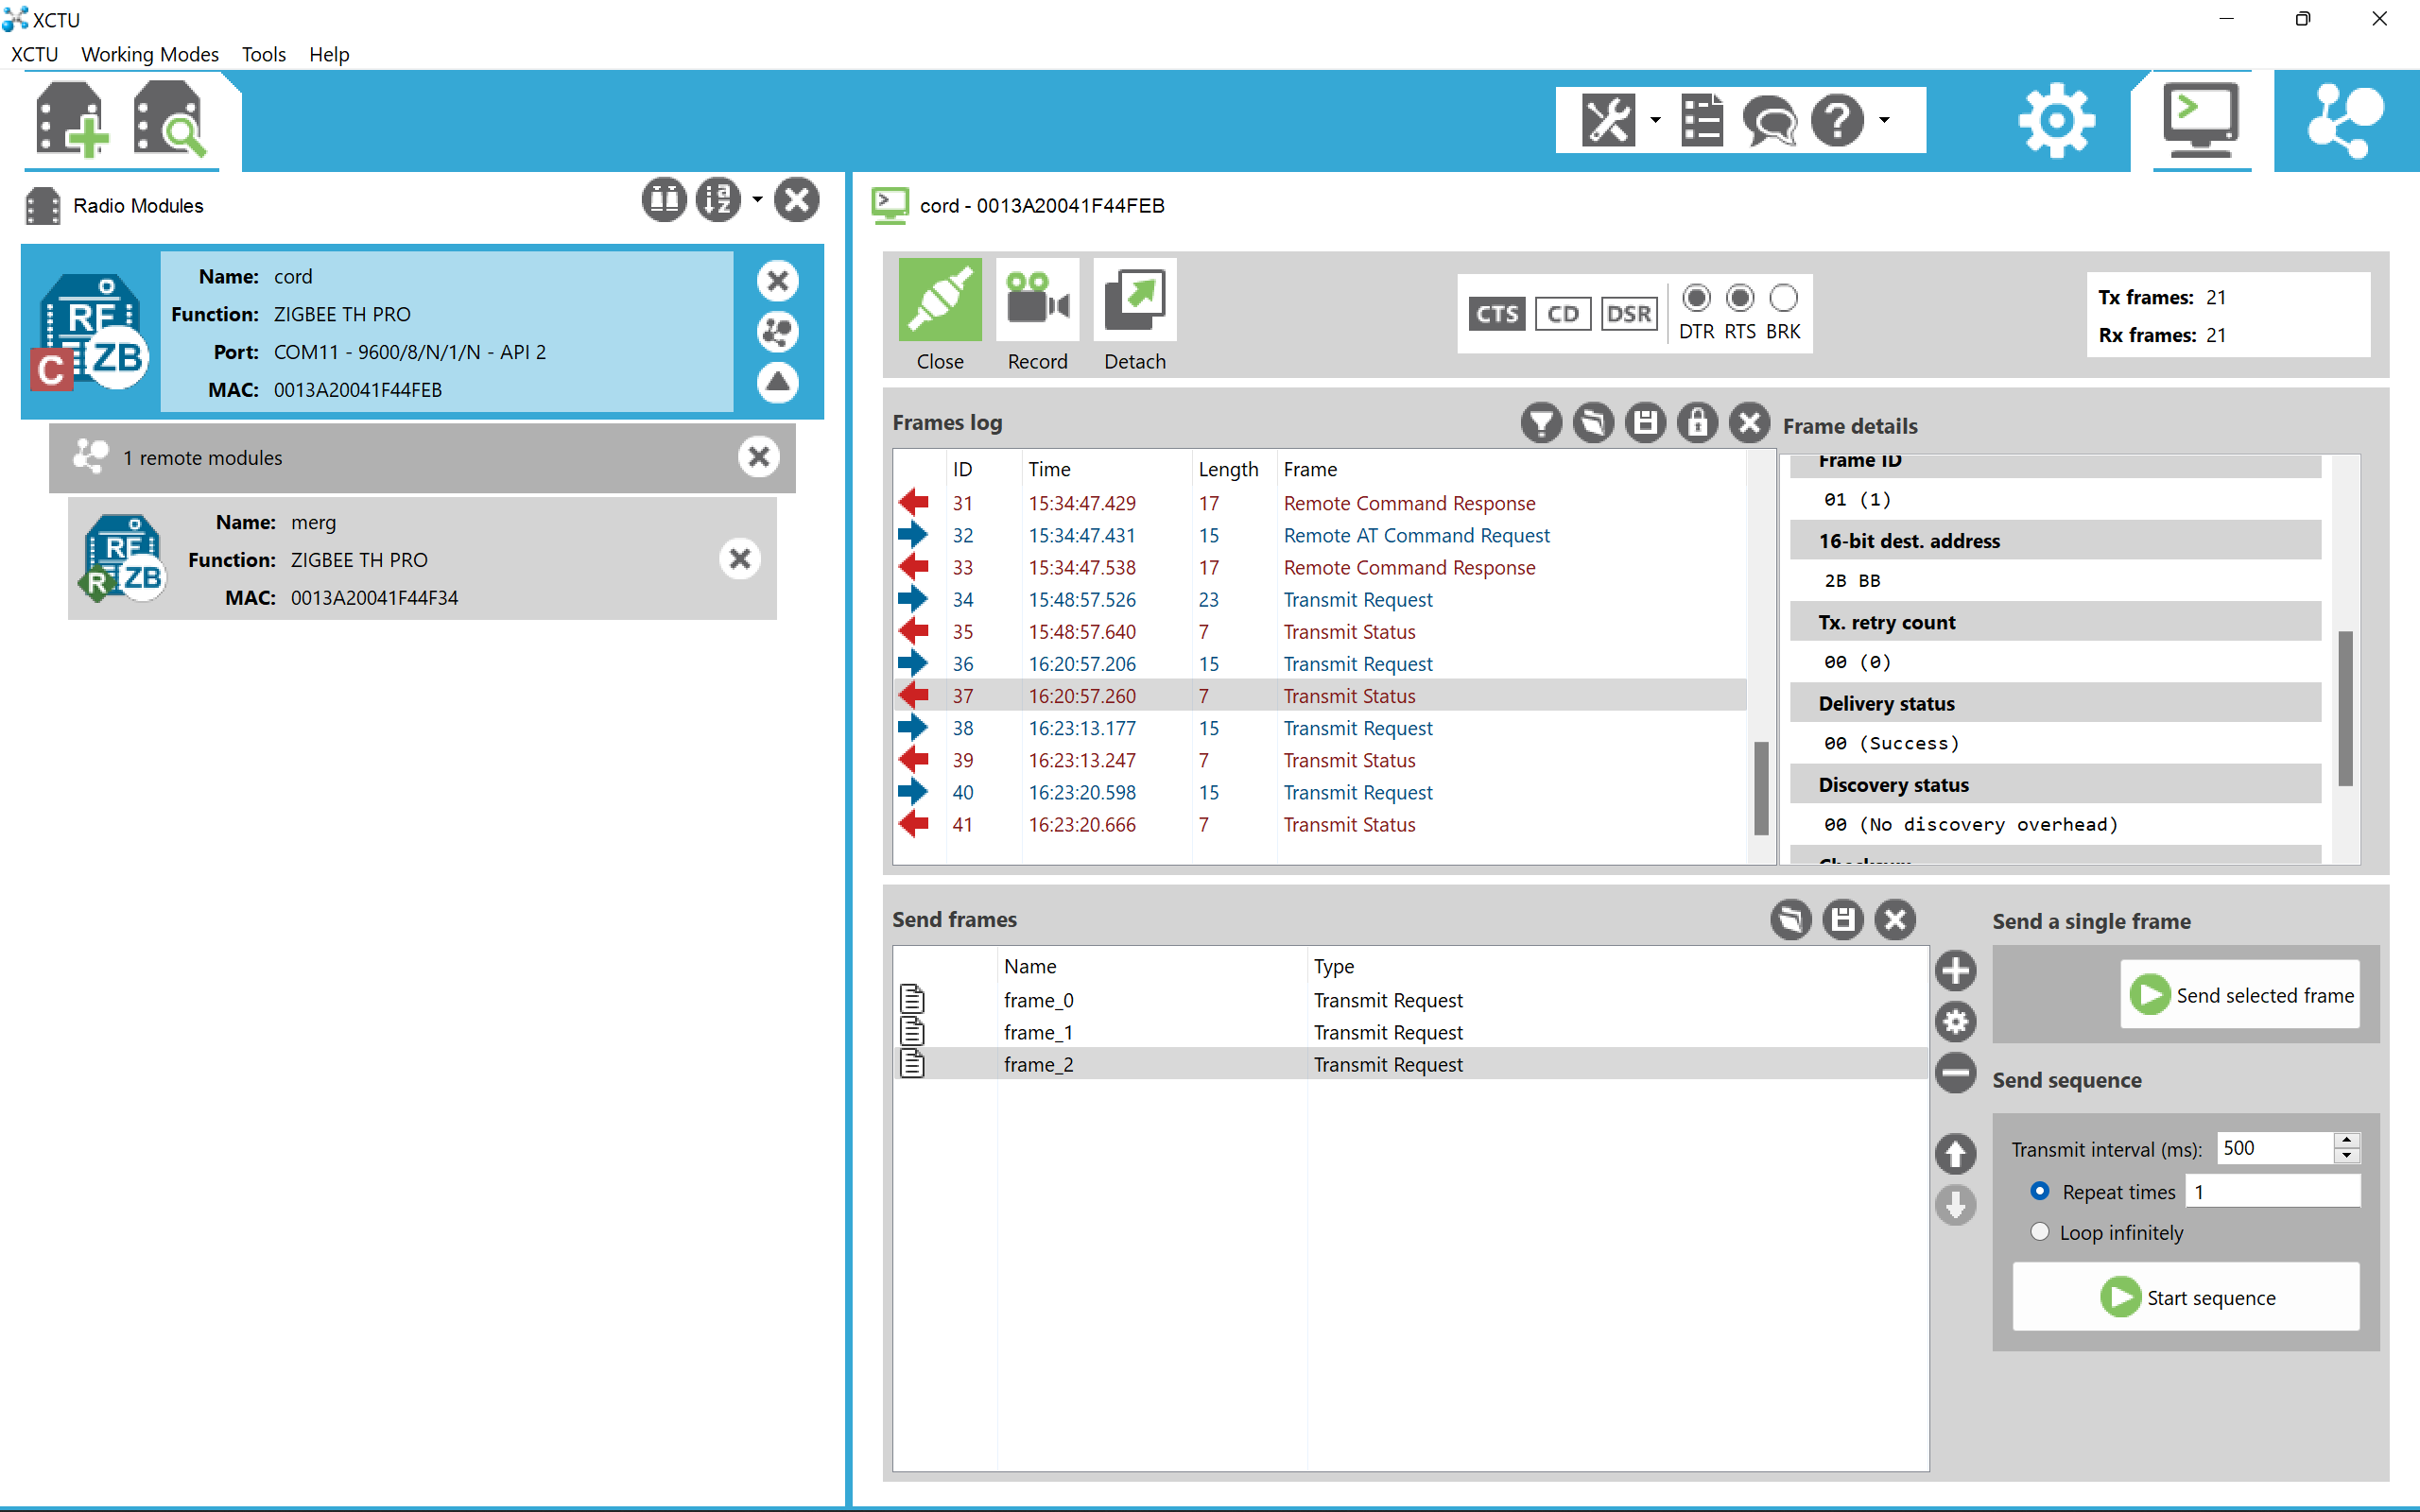 XCTU
XCTU Working Modes Tools Help
Radio Modules
Name: cord
Function: ZIGBEE TH PRO
Port: COM11 - 9600/8/N/1/N - API 2
MAC: 0013A20041F44FEB
RF
C ZB
1 remote modules
Name: merg
Function: ZIGBEE TH PRO
MAC: 0013A20041F44F34
RF
R ZB
cord - 0013A20041F44FEB
Close Record Detach
CTS CD DSR DTR RTS BRK
Tx frames: 21
Rx frames: 21
Frames log
ID Time Length Frame
31 15:34:47.429 17 Remote Command Response
32 15:34:47.431 15 Remote AT Command Request
33 15:34:47.538 17 Remote Command Response
34 15:48:57.526 23 Transmit Request
35 15:48:57.640 7 Transmit Status
36 16:20:57.206 15 Transmit Request
37 16:20:57.260 7 Transmit Status
38 16:23:13.177 15 Transmit Request
39 16:23:13.247 7 Transmit Status
40 16:23:20.598 15 Transmit Request
41 16:23:20.666 7 Transmit Status
Frame details
Frame ID
01 (1)
16-bit dest. address
2B BB
Tx. retry count
00 (0)
Delivery status
00 (Success)
Discovery status
00 (No discovery overhead)
Checksum
Send frames
Name Type
frame_0 Transmit Request
frame_1 Transmit Request
frame_2 Transmit Request
Send a single frame
Send selected frame
Send sequence
Transmit interval (ms): 500
Repeat times 1
Loop infinitely
Start sequence